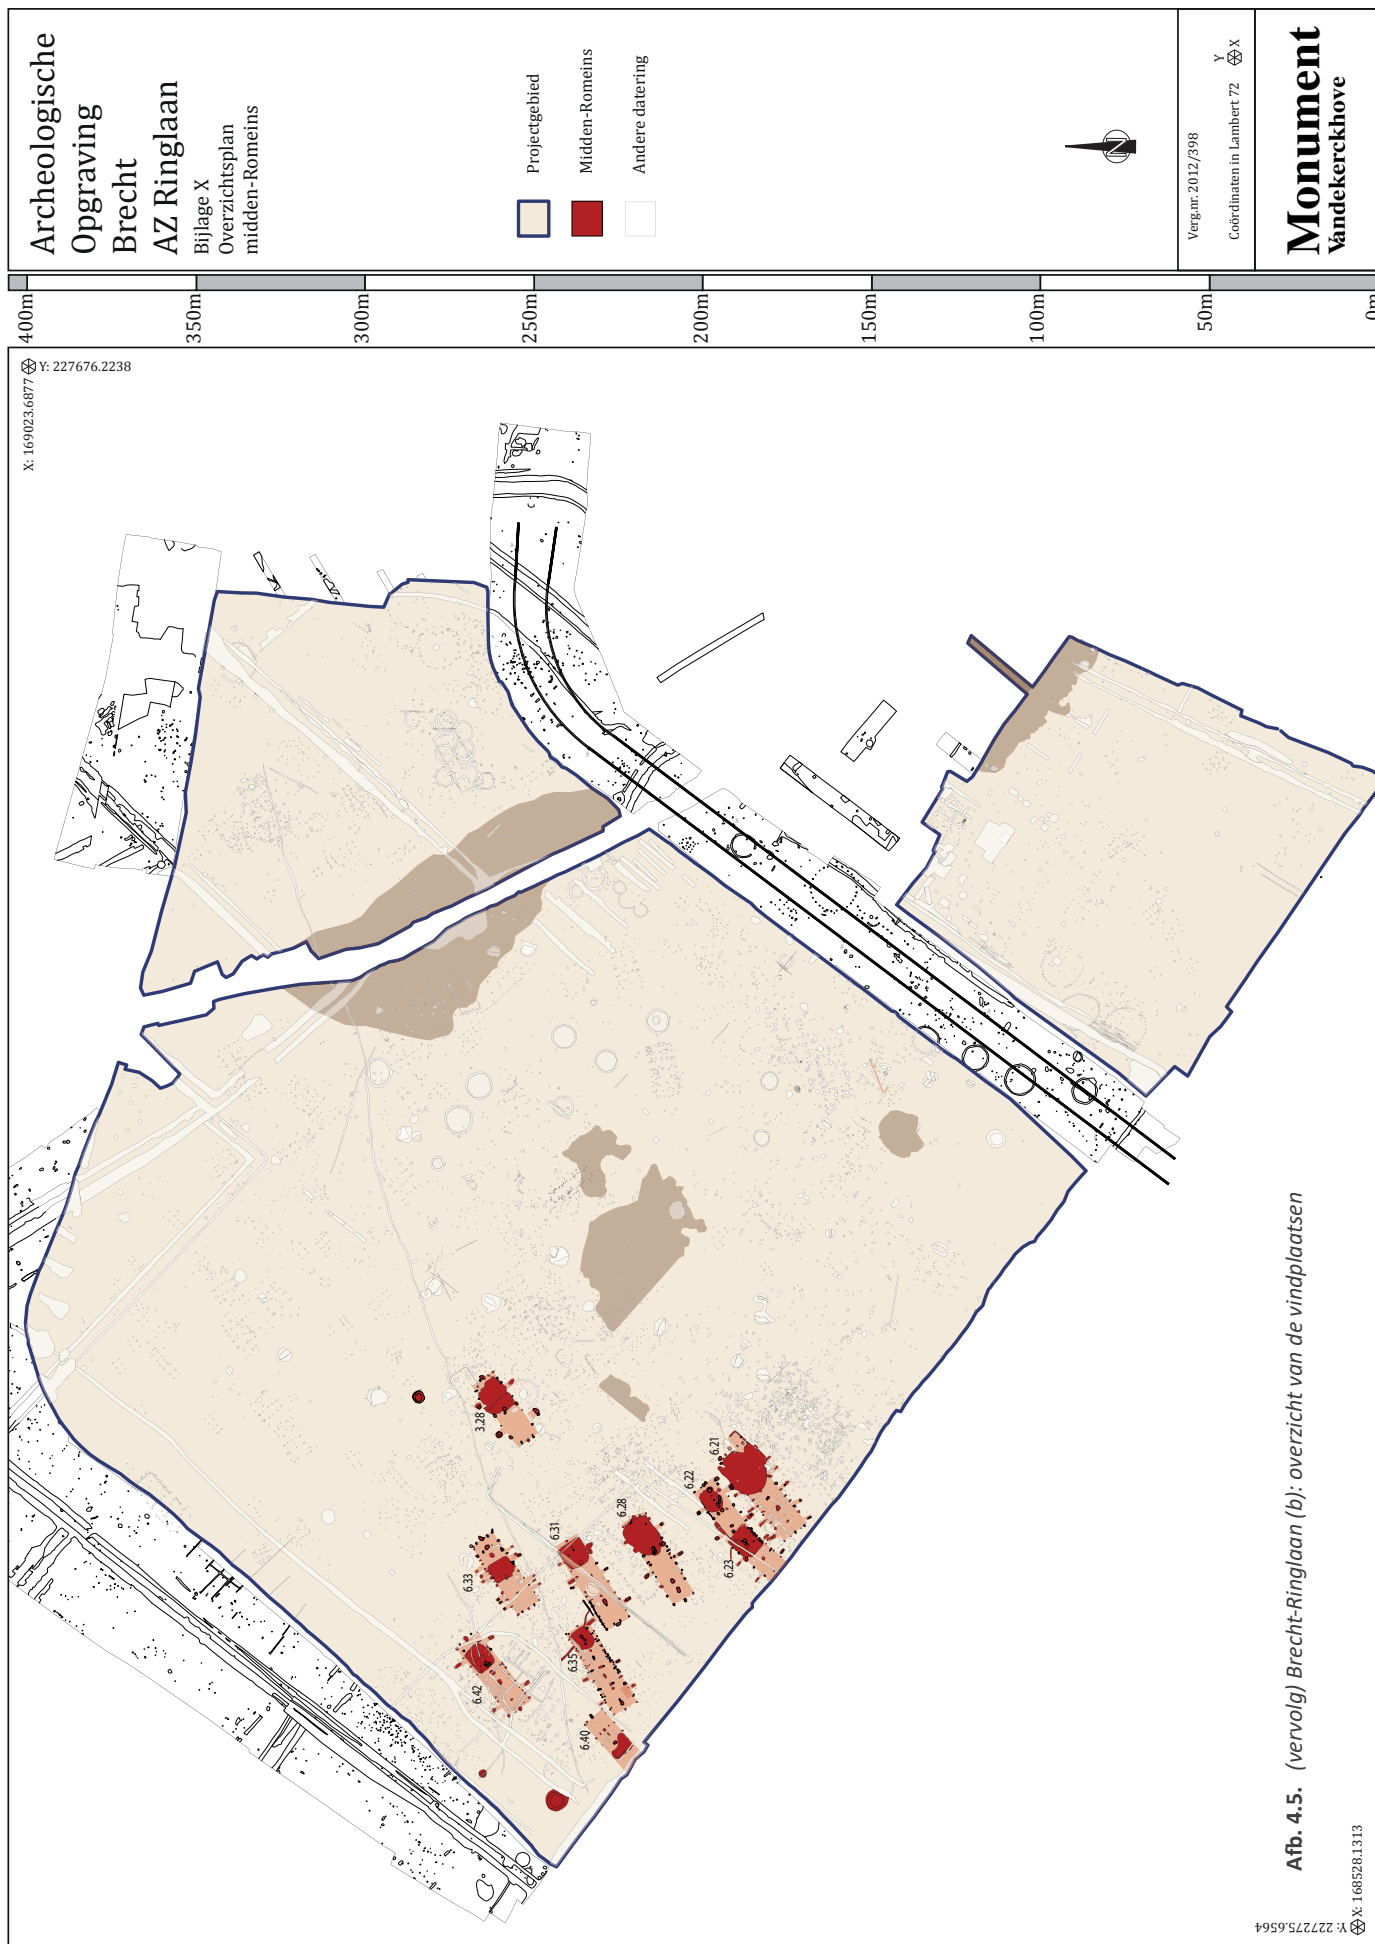 Archeologische
Opgraving
Brecht
AZ Ringlaan
Bijlage X
Overzichtsplan
midden-Romeins
Projectgebied
Midden-Romeins
Andere datering
N
Verg.nr. 2012/398
Coördinaten in Lambert 72
Y
X
Monument
Vandekerckhove
400m
350m
300m
250m
200m
150m
100m
50m
0m
X: 169023.6877
Y: 227676.2238
3.28
6.21
6.22
6.23
6.28
6.31
6.33
6.35
6.40
6.42
Y: 227275.6564
X: 168528.1313
Afb. 4.5. (vervolg) Brecht-Ringlaan (b): overzicht van de vindplaatsen